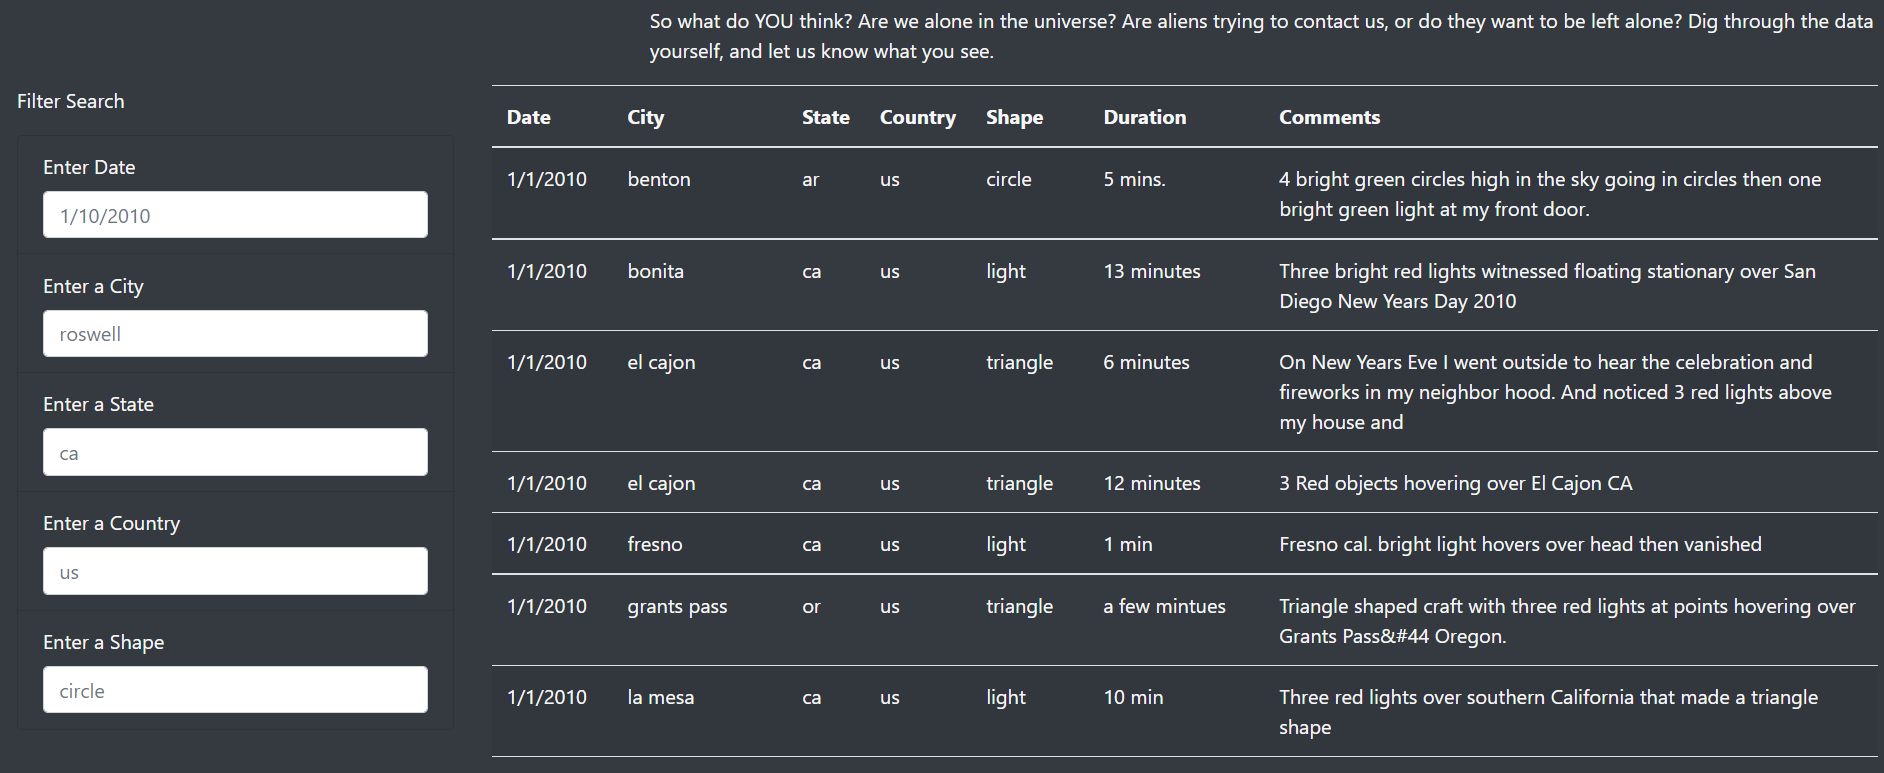 So what do YOU think? Are we alone in the universe? Are aliens trying to contact us, or do they want to be left alone? Dig through the data
yourself, and let us know what you see.
Filter Search
Enter Date
1/10/2010
Enter a City
roswell
Enter a State
ca
Enter a Country
us
Enter a Shape
circle
Date City State Country Shape Duration Comments
1/1/2010 benton ar us circle 5 mins. 4 bright green circles high in the sky going in circles then one
bright green light at my front door.
1/1/2010 bonita ca us light 13 minutes Three bright red lights witnessed floating stationary over San
Diego New Years Day 2010
1/1/2010 el cajon ca us triangle 6 minutes On New Years Eve I went outside to hear the celebration and
fireworks in my neighbor hood. And noticed 3 red lights above
my house and
1/1/2010 el cajon ca us triangle 12 minutes 3 Red objects hovering over El Cajon CA
1/1/2010 fresno ca us light 1 min Fresno cal. bright light hovers over head then vanished
1/1/2010 grants pass or us triangle a few mintues Triangle shaped craft with three red lights at points hovering over
Grants Pass&#44 Oregon.
1/1/2010 la mesa ca us light 10 min Three red lights over southern California that made a triangle
shape